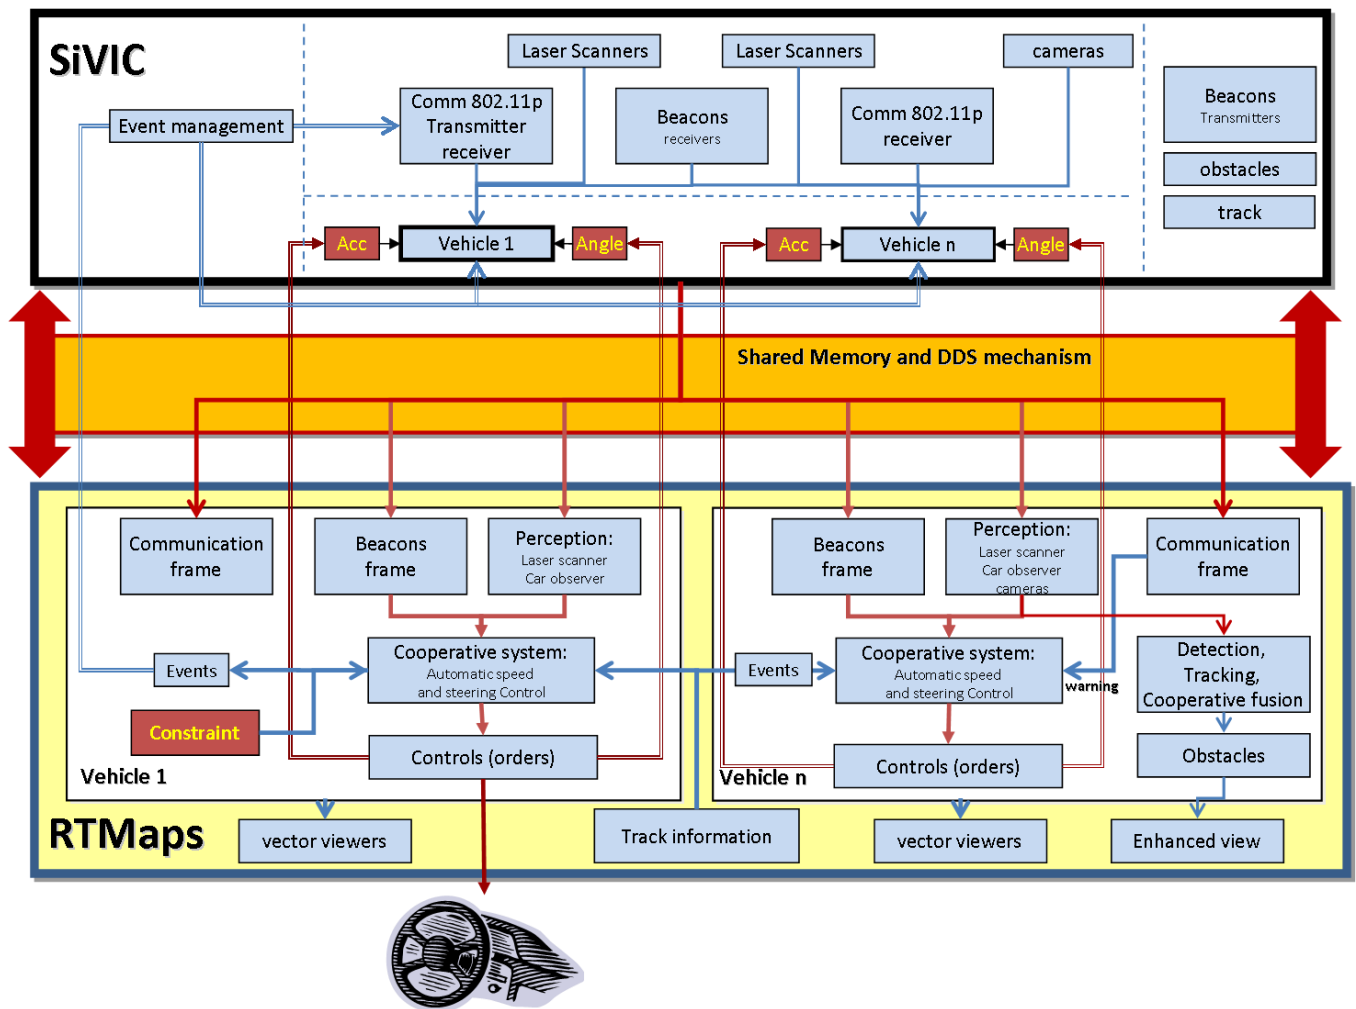 SiVIC
Laser Scanners
Laser Scanners
cameras
Event management
Comm 802.11p
Transmitter
receiver
Beacons
receivers
Comm 802.11p
receiver
Beacons
Transmitters
obstacles
track
Acc
Vehicle 1
Angle
Acc
Vehicle n
Angle
Shared Memory and DDS mechanism
Communication
frame
Beacons
frame
Perception:
Laser scanner
Car observer
Beacons
frame
Perception:
Laser scanner
Car observer
cameras
Communication
frame
Events
Cooperative system:
Automatic speed
and steering Control
Events
Cooperative system:
Automatic speed
and steering Control
warning
Detection,
Tracking,
Cooperative fusion
Constraint
Controls (orders)
Controls (orders)
Obstacles
Vehicle 1
Vehicle n
RTMaps
vector viewers
Track information
vector viewers
Enhanced view